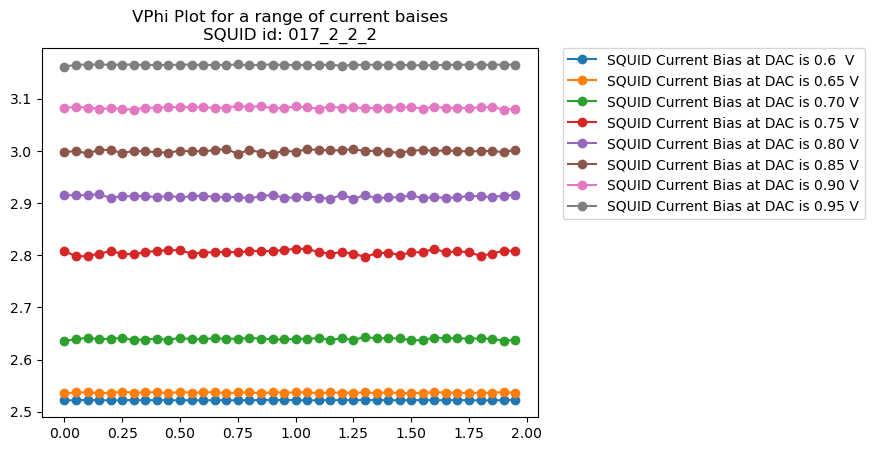 VPhi Plot for a range of current baises
SQUID id: 017_2_2_2
3.1
3.0
2.9
2.8
2.7
2.6
2.5
0.00 0.25 0.50 0.75 1.00 1.25 1.50 1.75 2.00
SQUID Current Bias at DAC is 0.6  V
SQUID Current Bias at DAC is 0.65 V
SQUID Current Bias at DAC is 0.70 V
SQUID Current Bias at DAC is 0.75 V
SQUID Current Bias at DAC is 0.80 V
SQUID Current Bias at DAC is 0.85 V
SQUID Current Bias at DAC is 0.90 V
SQUID Current Bias at DAC is 0.95 V